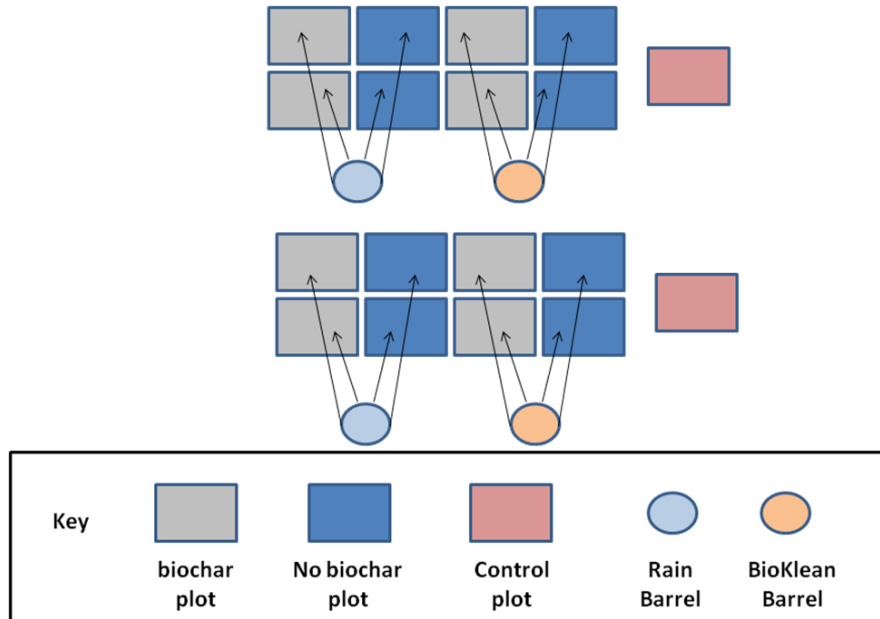 Key
biochar
plot
No biochar
plot
Control
plot
Rain
Barrel
BioKlean
Barrel